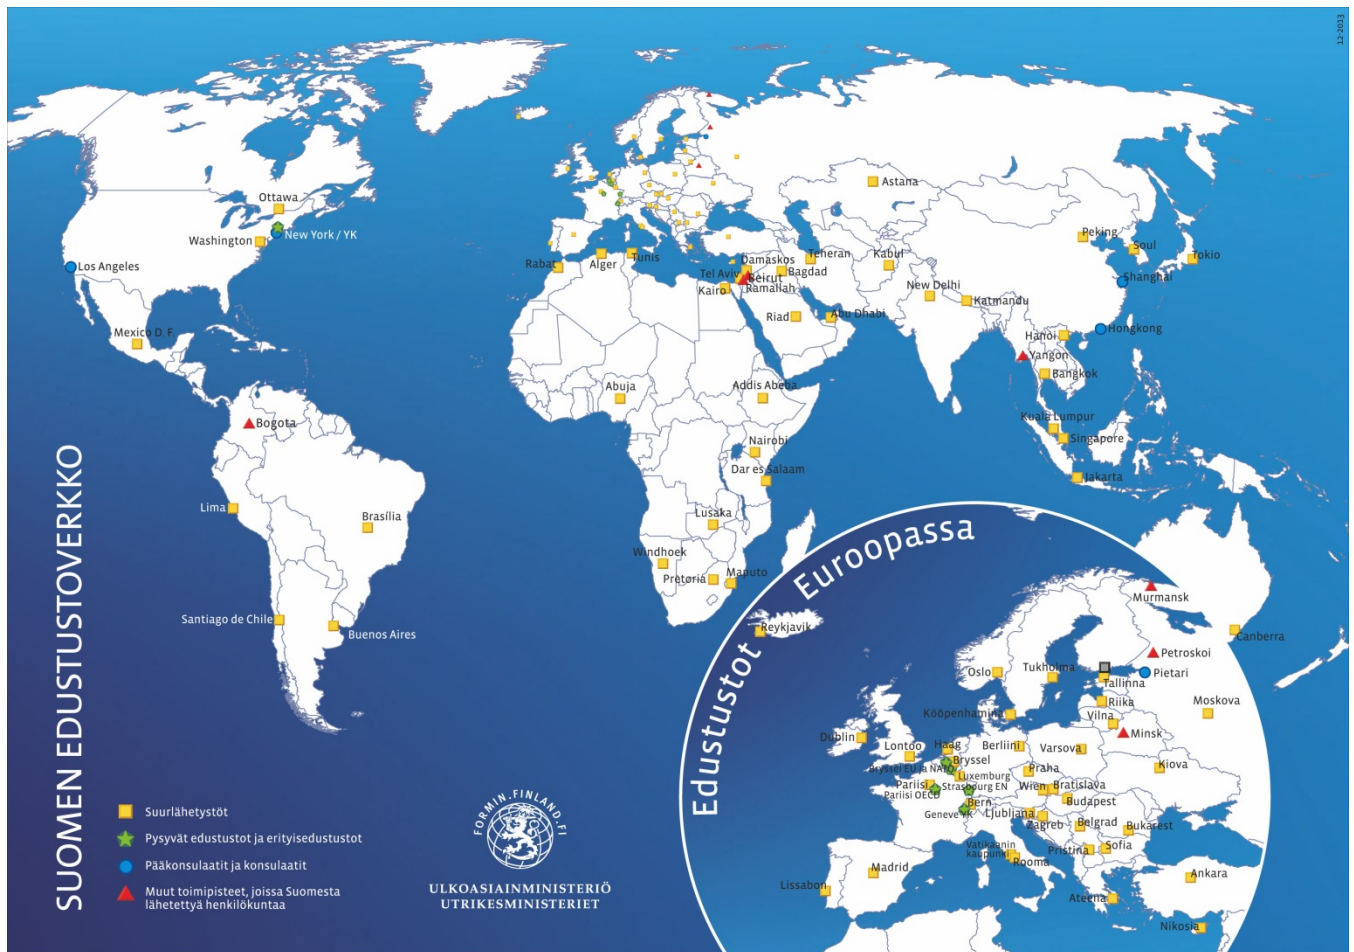 12·2013
SUOMEN EDUSTUSTOVERKKO
Ottawa
Washington
New York / YK
Los Angeles
Mexico D. F.
Bogota
Lima
Brasília
Santiago de Chile
Buenos Aires
Astana
Peking
Soul
Tokio
Shanghai
Hongkong
Rabat
Alger
Tunis
Damaskos
Teheran
Kabul
Tel Aviv
Beirut
Bagdad
Kairo
Ramallah
New Delhi
Katmandu
Riad
Abu Dhabi
Hanoi
Yangon
Bangkok
Abuja
Addis Abeba
Kuala Lumpur
Singapore
Nairobi
Dar es Salaam
Jakarta
Lusaka
Windhoek
Pretoria
Maputo
Canberra
Edustustot Euroopassa
Reykjavik
Murmansk
Petroskoi
Oslo
Tukholma
Pietari
Tallinna
Riika
Moskova
Kööpenhamina
Vilna
Minsk
Dublin
Lontoo
Haag
Berliini
Varsova
Bryssel
Bryssel EU ja NATO
Luxemburg
Praha
Kiova
Pariisi
Strasbourg EN
Pariisi OECD
Wien
Bratislava
Budapest
Bern
Geneve YK
Ljubljana
Zagreb
Belgrad
Bukarest
Vatikaanin
kaupunki
Rooma
Pristina
Sofia
Madrid
Lissabon
Ankara
Ateena
Nikosia
Suurlähetystöt
Pysyvät edustustot ja erityisedustustot
Pääkonsulaatit ja konsulaatit
Muut toimipisteet, joissa Suomesta
lähetettyä henkilökuntaa
FORMIN.FINLAND.FI
ULKOASIAINMINISTERIÖ
UTRIKESMINISTERIET